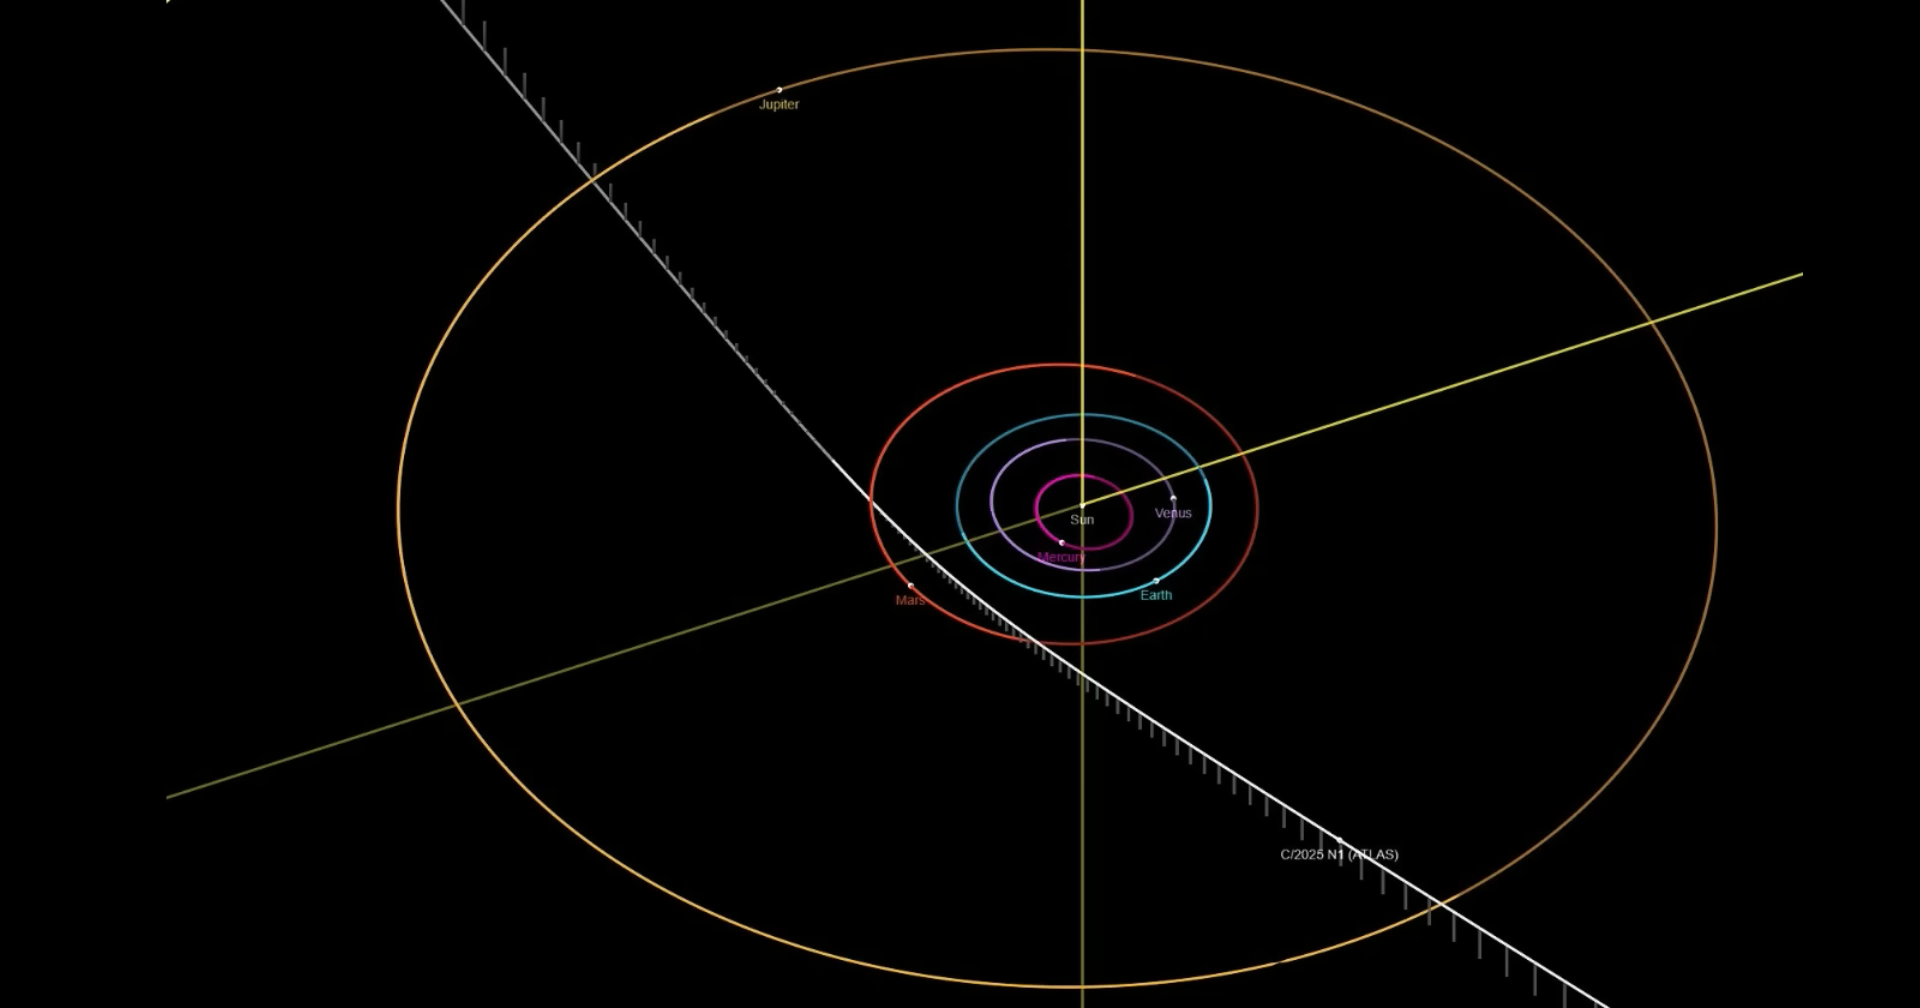 Jupiter
Sun
Venus
Mercury
Mars
Earth
C/2025 N1 (ATLAS)